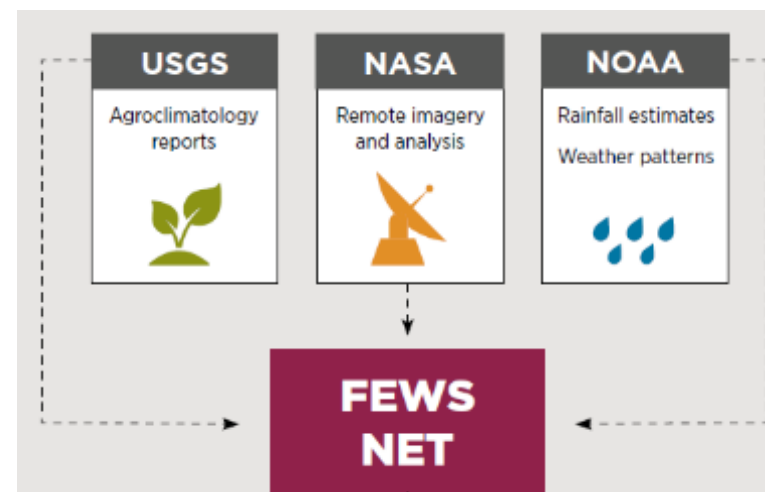 USGS
Agroclimatology
reports
NASA
Remote imagery
and analysis
NOAA
Rainfall estimates
Weather patterns
FEWS
NET